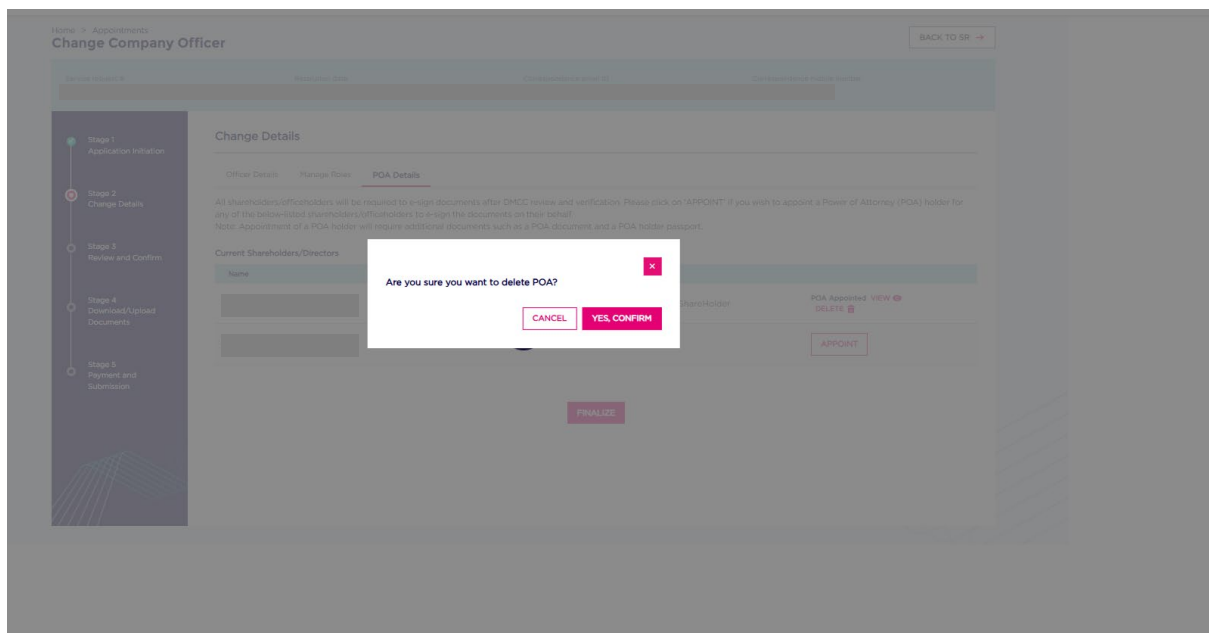 Home > Appointments
Change Company Officer
BACK TO SR →
Change Details
Stage 1
Application Initiation
Stage 2
Change Details
Stage 3
Review and Confirm
Stage 4
Download/Upload
Documents
Stage 5
Payment and
Submission
Officer Details Manage Roles POA Details
All shareholders/officeholders will be required to e-sign documents after DMCC review and verification. Please click on 'APPOINT' if you wish to appoint a Power of Attorney (POA) holder for
any of the below-listed shareholders/officeholders to e-sign the documents on their behalf.
Note: Appointment of a POA holder will require additional documents such as a POA document and a POA holder passport.
Current Shareholders/Directors
Name
Are you sure you want to delete POA?
×
CANCEL YES, CONFIRM
ShareHolder
POA Appointed VIEW
DELETE
APPOINT
FINALIZE